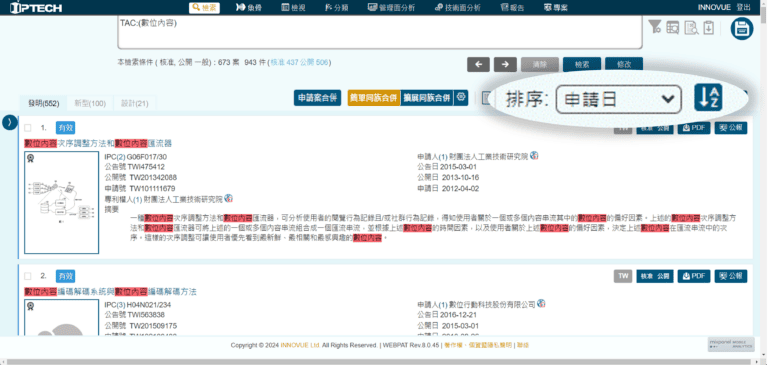 IPTECH 檢索 魚骨 檢視 分類 管理面分析 技術面分析 報告 專案 INNOVUE 登出
TAC:(數位內容)
本檢索條件 ( 核准, 公開 一般) : 673 案 943 件 ( 核准 437 公開 506)
清除 檢索 修改
排序: 申請日
發明(552) 新型(100) 設計(21) 申請案合併 簡單同族合併 擴展同族合併
1. 有效 TW 核准 公開 PDF 公報
數位內容次序調整方法和數位內容匯流器
IPC(2) G06F017/30 申請人(1) 財團法人工業技術研究院
公告號 TWI475412 公告日 2015-03-01
公開號 TW201342088 公開日 2013-10-16
申請號 TW101111679 申請日 2012-04-02
專利權人(1) 財團法人工業技術研究院
摘要
一種數位內容次序調整方法和數位內容匯流器，可分析使用者的閱覽行為記錄且/或社群行為記錄，得知使用者關於一個或多個內容串流其中的數位內容的偏好因素。上述的數位內容次序調整方
法和數位內容匯流器可將上述的一個或多個內容串流組合成一個匯流串流，並根據上述數位內容的時間因素，以及使用者關於上述數位內容的偏好因素，決定上述數位內容在匯流串流中的次
序。這樣的次序調整可讓使用者優先看到最新鮮、最相關和最感興趣的數位內容。
2. 有效 TW 核准 公開 PDF 公報
數位內容編碼解碼系統與數位內容編碼解碼方法
IPC(3) H04N021/234 申請人(1) 數位行動科技股份有限公司
公告號 TWI563838 公告日 2016-12-21
公開號 TW201509175 公開日 2015-03-01
Copyright © 2024 INNOVUE Ltd. All Rights Reserved. | WEBPAT Rev.8.0.45 | 著作權、個資暨隱私聲明 | 聯絡